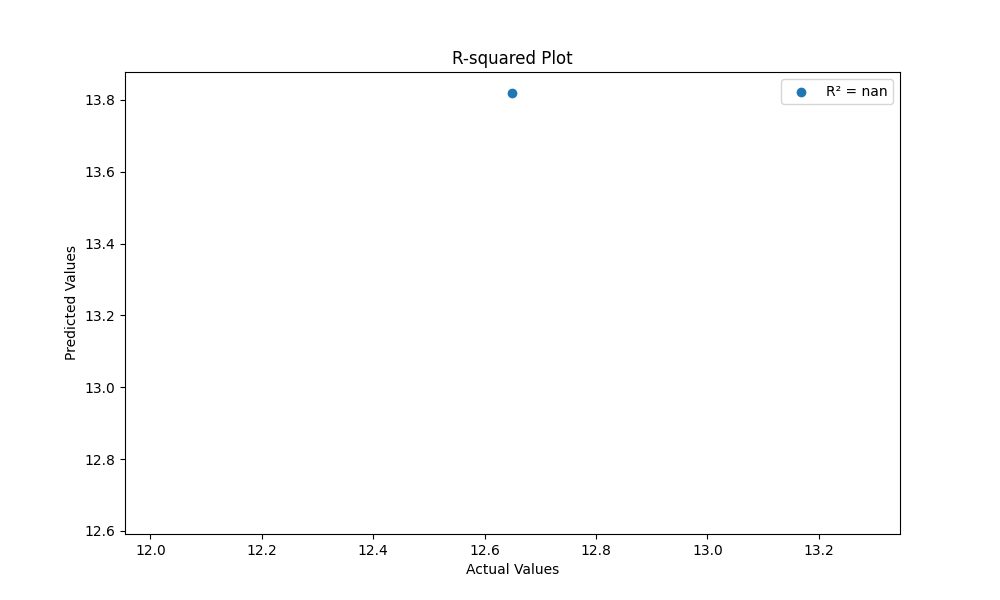 R-squared Plot
R² = nan
13.8
13.6
13.4
13.2
13.0
12.8
12.6
Predicted Values
12.0 12.2 12.4 12.6 12.8 13.0 13.2
Actual Values